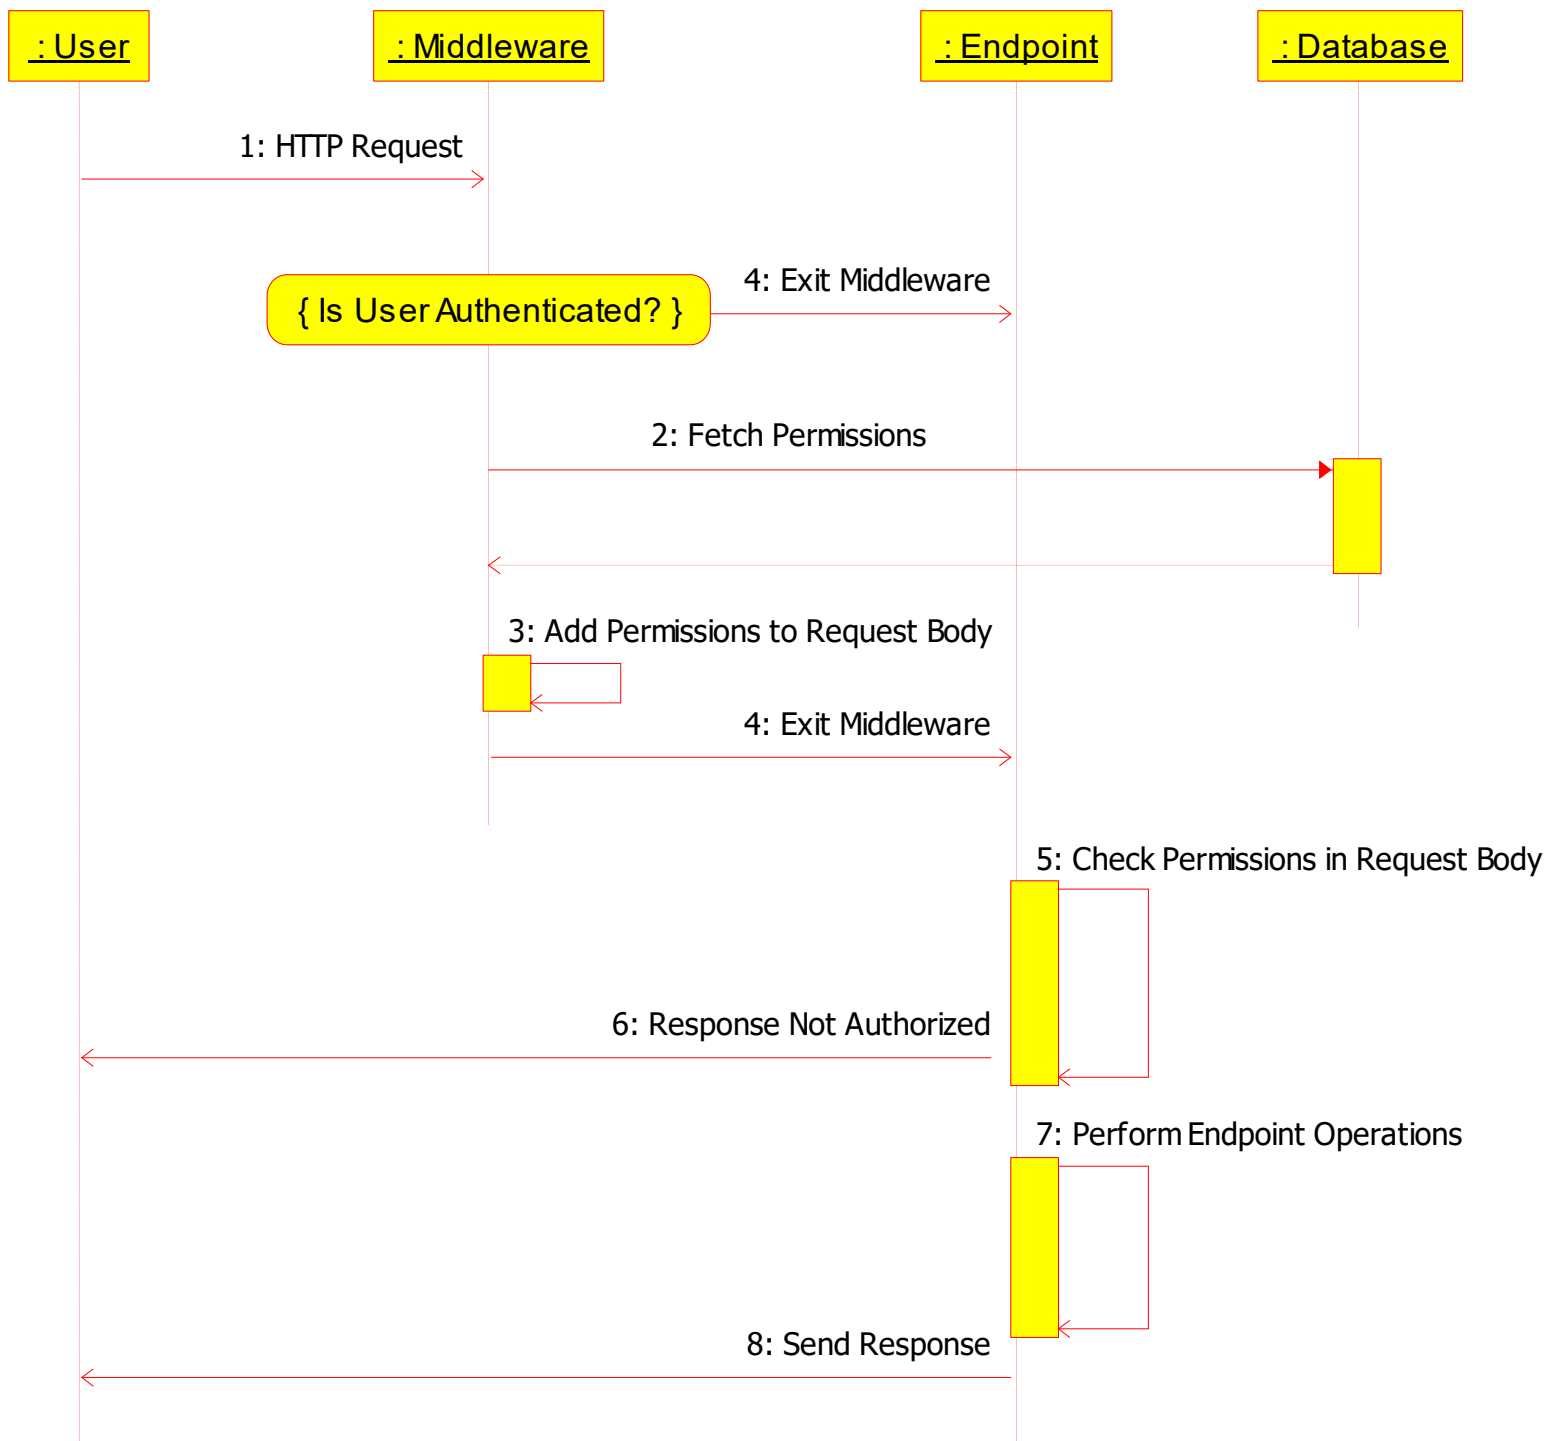 : User
: Middleware
: Endpoint
: Database
1: HTTP Request
4: Exit Middleware
{ Is User Authenticated? }
2: Fetch Permissions
3: Add Permissions to Request Body
4: Exit Middleware
5: Check Permissions in Request Body
6: Response Not Authorized
7: Perform Endpoint Operations
8: Send Response